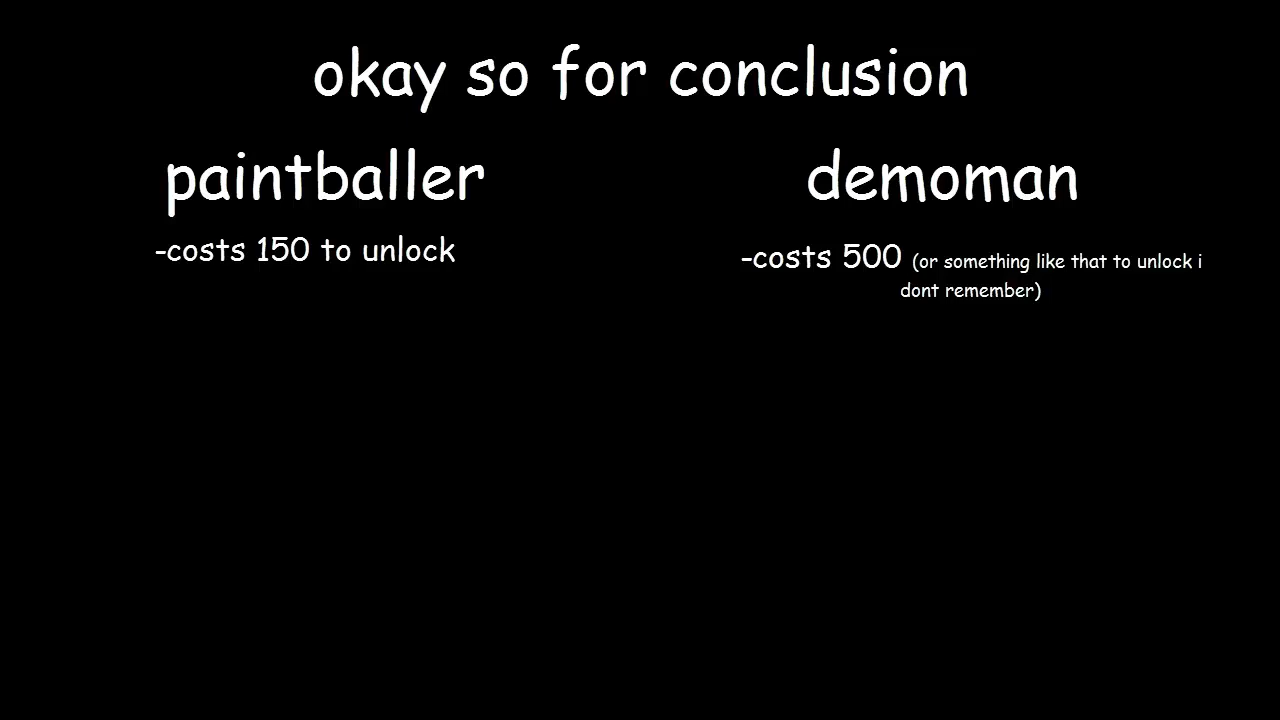 okay so for conclusion
paintballer
demoman
-costs 150 to unlock
-costs 500 (or something like that to unlock i
dont remember)